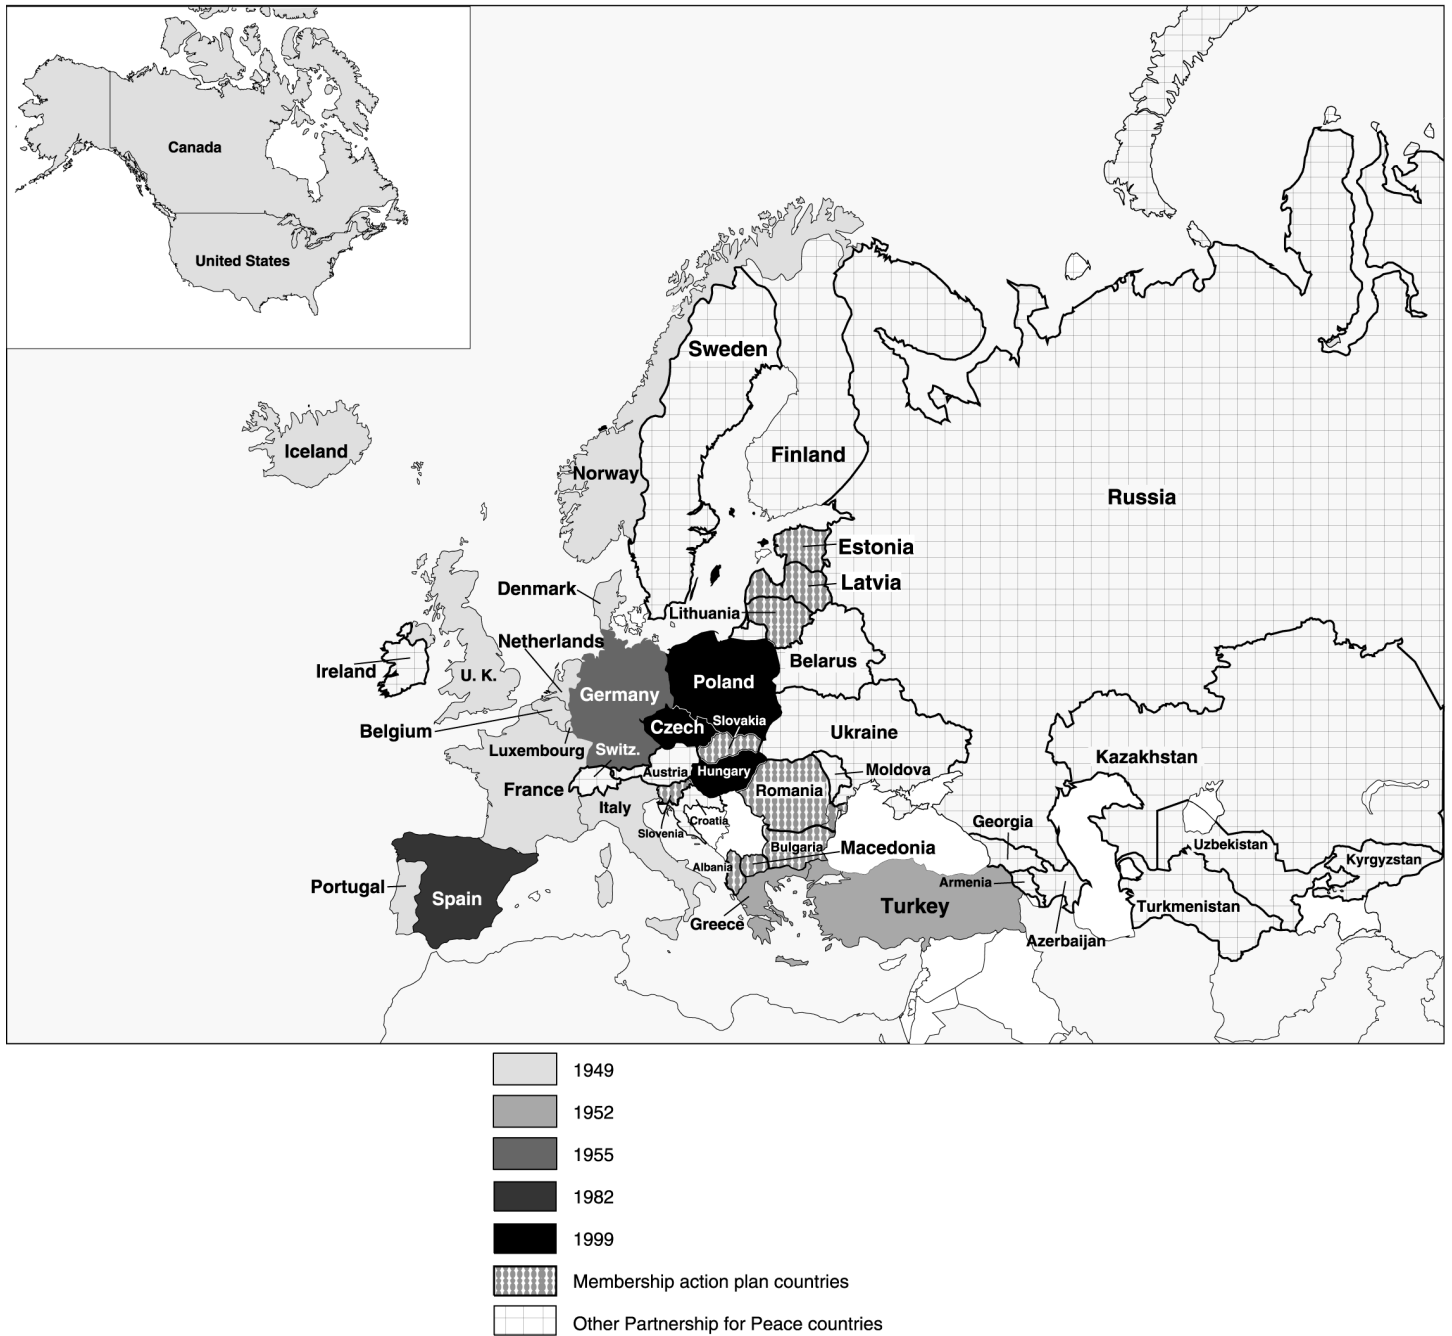 Canada
United States
Iceland
Sweden
Finland
Norway
Russia
Estonia
Latvia
Denmark
Lithuania
Netherlands
Ireland
U. K.
Belarus
Poland
Germany
Belgium
Czech
Slovakia
Luxembourg
Switz.
Ukraine
Kazakhstan
Austria
Hungary
Moldova
France
Romania
Italy
Croatia
Slovenia
Georgia
Uzbekistan
Bulgaria
Macedonia
Kyrgyzstan
Albania
Armenia
Portugal
Spain
Turkey
Turkmenistan
Greece
Azerbaijan
1949
1952
1955
1982
1999
Membership action plan countries
Other Partnership for Peace countries